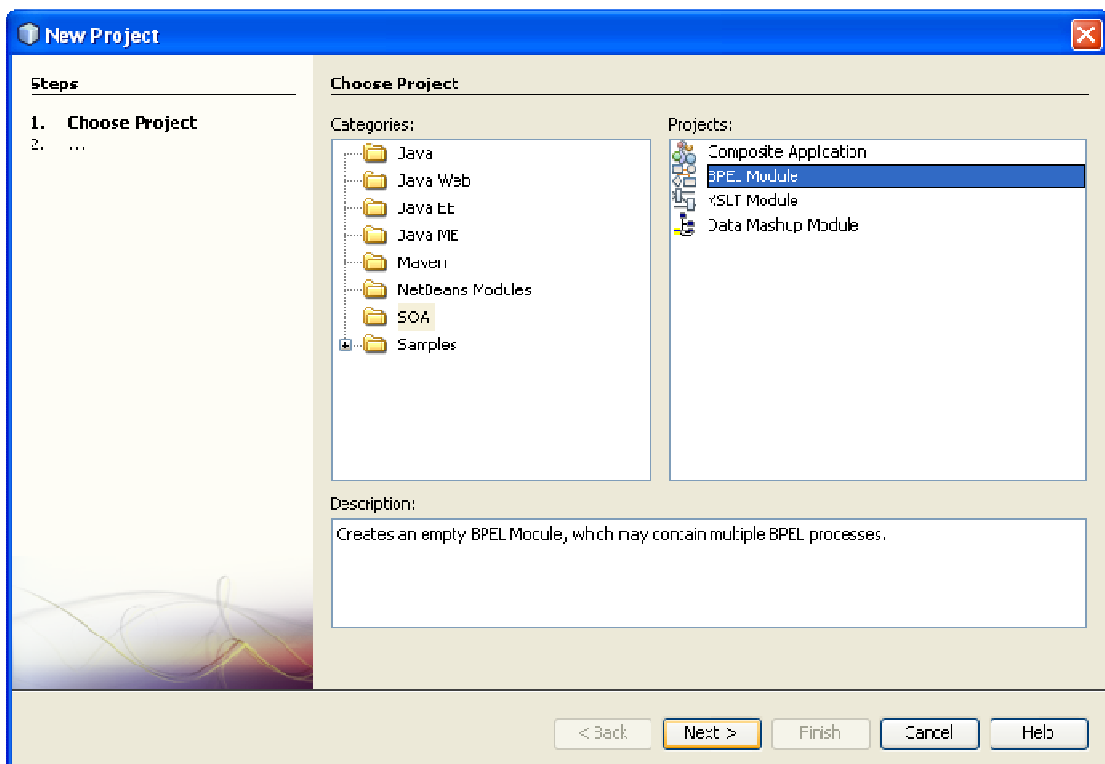 New Project
Steps
1. Choose Project
2. ...
Choose Project
Categories:
Java
Java Web
Java EE
Java ME
Maven
NetBeans Modules
SOA
Samples
Projects:
Composite Application
BPEL Module
XSLT Module
Data Mashup Module
Description:
Creates an empty BPEL Module, which may contain multiple BPEL processes.
< Back
Next >
Finish
Cancel
Help